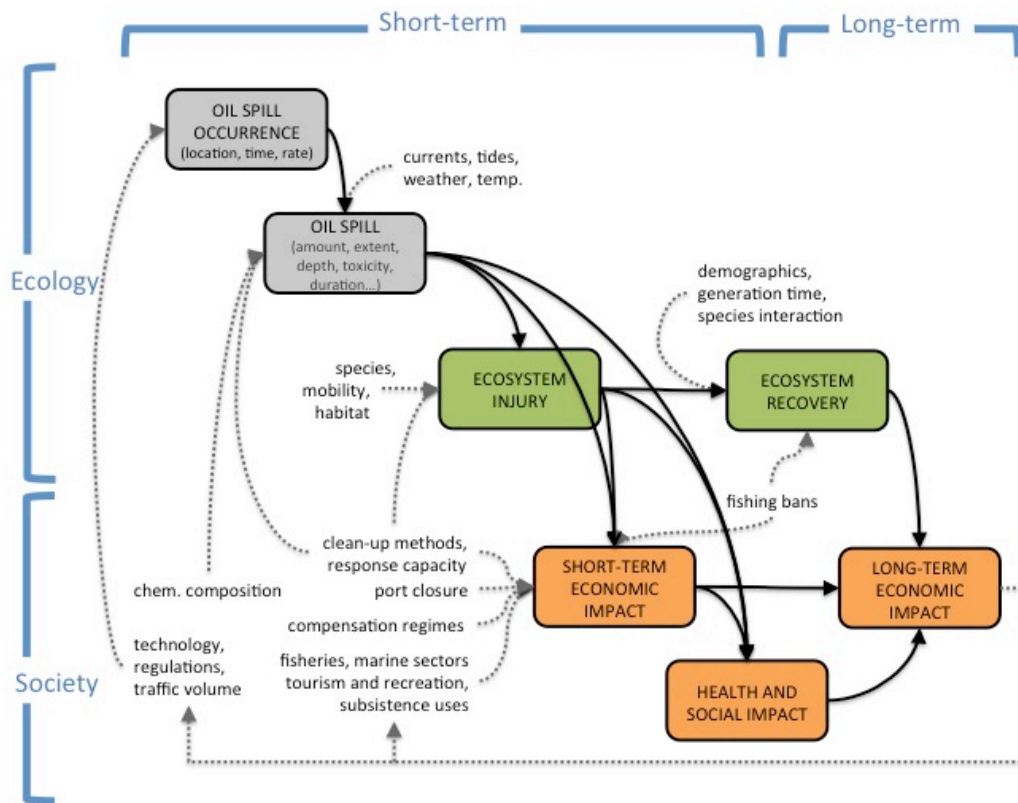 Short-term
Long-term
Ecology
Society
OIL SPILL
OCCURRENCE
(location, time, rate)
currents, tides,
weather, temp.
OIL SPILL
(amount, extent,
depth, toxicity,
duration...)
demographics,
generation time,
species interaction
species,
mobility,
habitat
ECOSYSTEM
INJURY
ECOSYSTEM
RECOVERY
fishing bans
clean-up methods,
response capacity
chem. composition
port closure
SHORT-TERM
ECONOMIC
IMPACT
LONG-TERM
ECONOMIC
IMPACT
compensation regimes
technology,
regulations,
traffic volume
fisheries, marine sectors
tourism and recreation,
subsistence uses
HEALTH AND
SOCIAL IMPACT